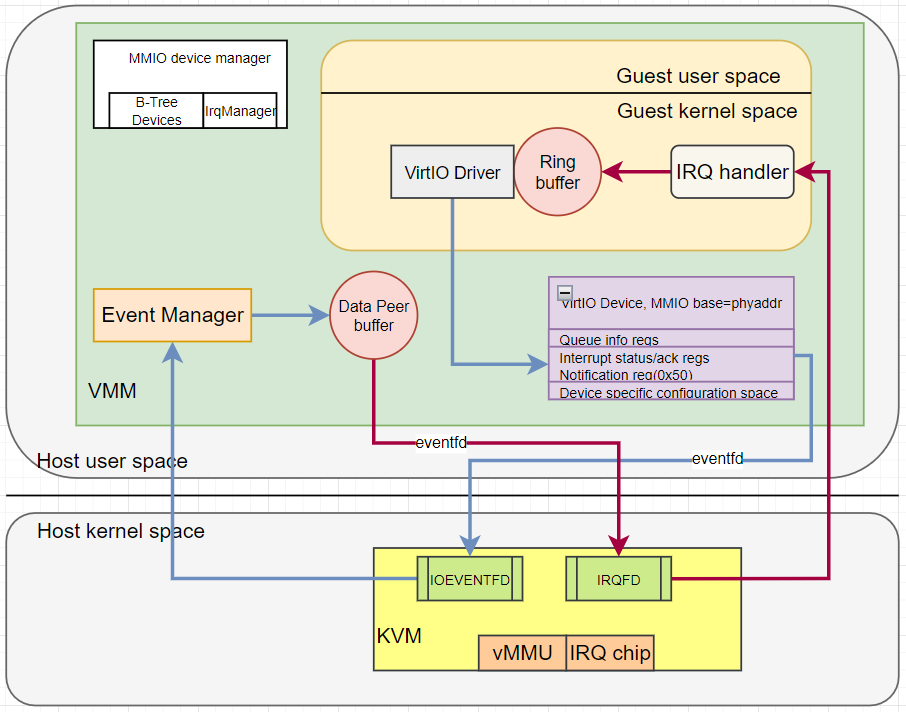 MMIO device manager
B-Tree
Devices
IrqManager
Guest user space
Guest kernel space
VirtIO Driver
Ring
buffer
IRQ handler
Event Manager
Data Peer
buffer
VirtIO Device, MMIO base=phyaddr
Queue info regs
Interrupt status/ack regs
Notification reg(0x50)
Device specific configuration space
VMM
eventfd
eventfd
Host user space
Host kernel space
IOEVENTFD
IRQFD
KVM
vMMU
IRQ chip